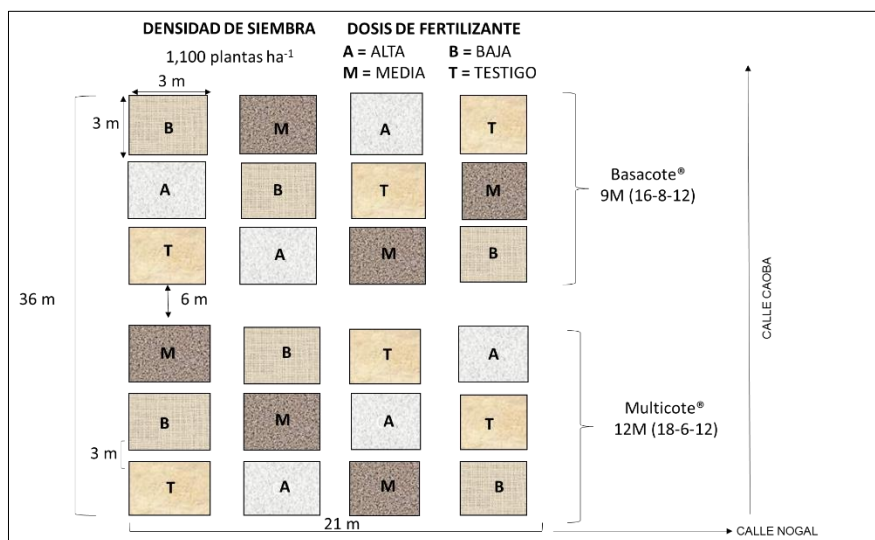 DENSIDAD DE SIEMBRA
1,100 plantas ha⁻¹
DOSIS DE FERTILIZANTE
A = ALTA B = BAJA
M = MEDIA T = TESTIGO
3 m
3 m
B M A T
A B T M
T A M B
Basacote®
9M (16-8-12)
36 m
6 m
M B T A
B M A T
T A M B
Multicote®
12M (18-6-12)
3 m
21 m
CALLE CAOBA
CALLE NOGAL